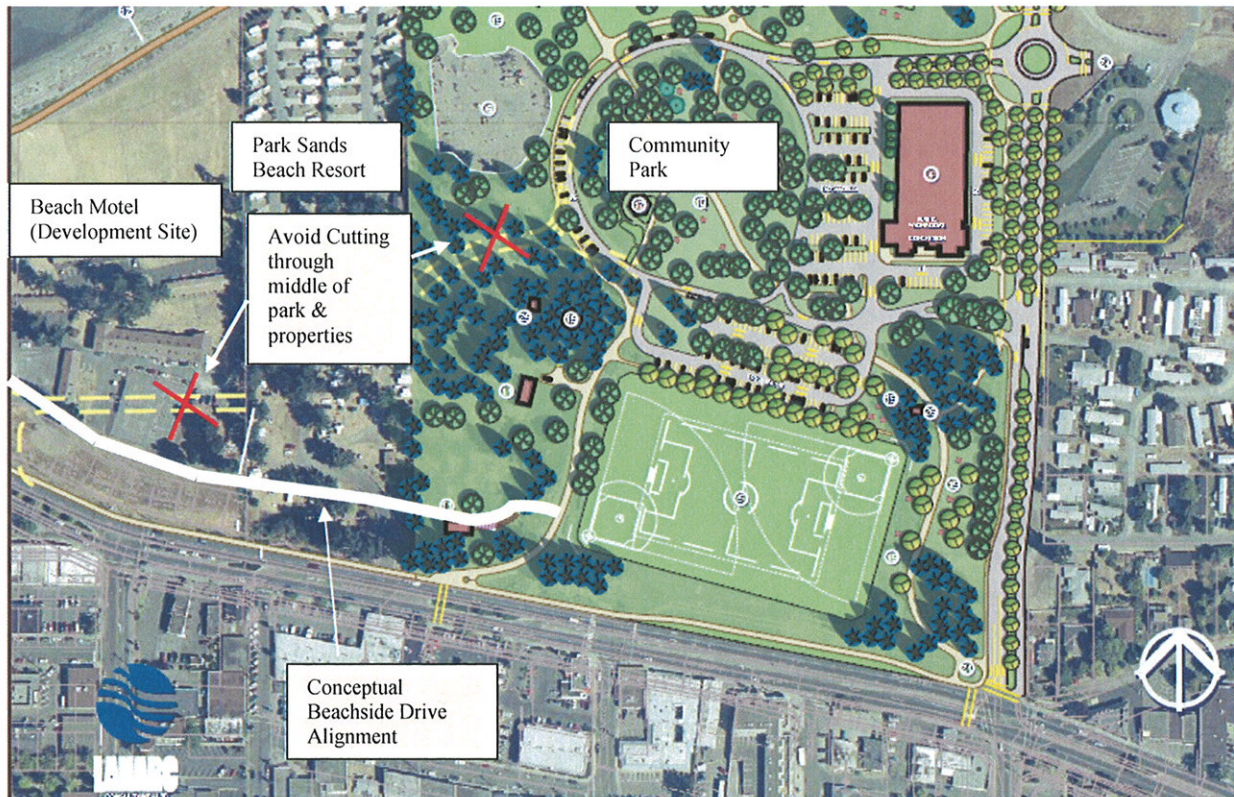 Park Sands
Beach Resort
Community
Park
Beach Motel
(Development Site)
Avoid Cutting
through
middle of
park &
properties
Conceptual
Beachside Drive
Alignment